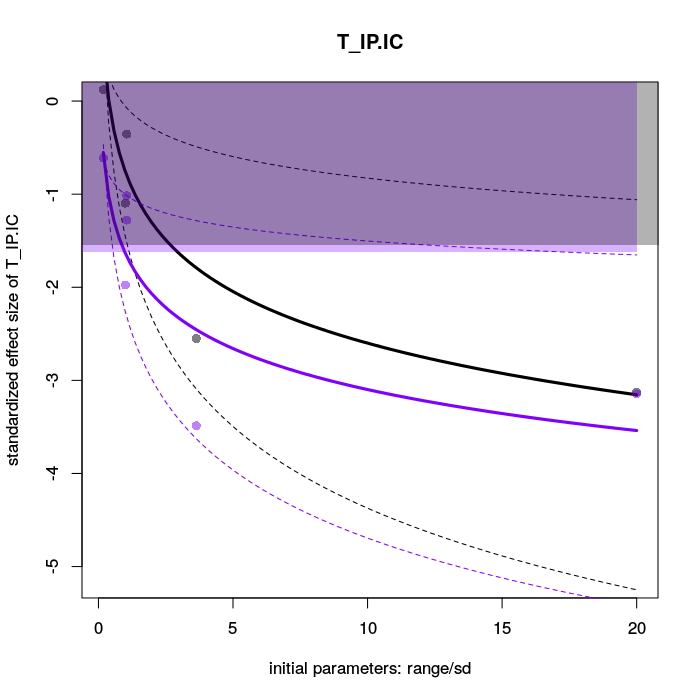 T_IP.IC
standardized effect size of T_IP.IC
0
-1
-2
-3
-4
-5
0 5 10 15 20
initial parameters: range/sd